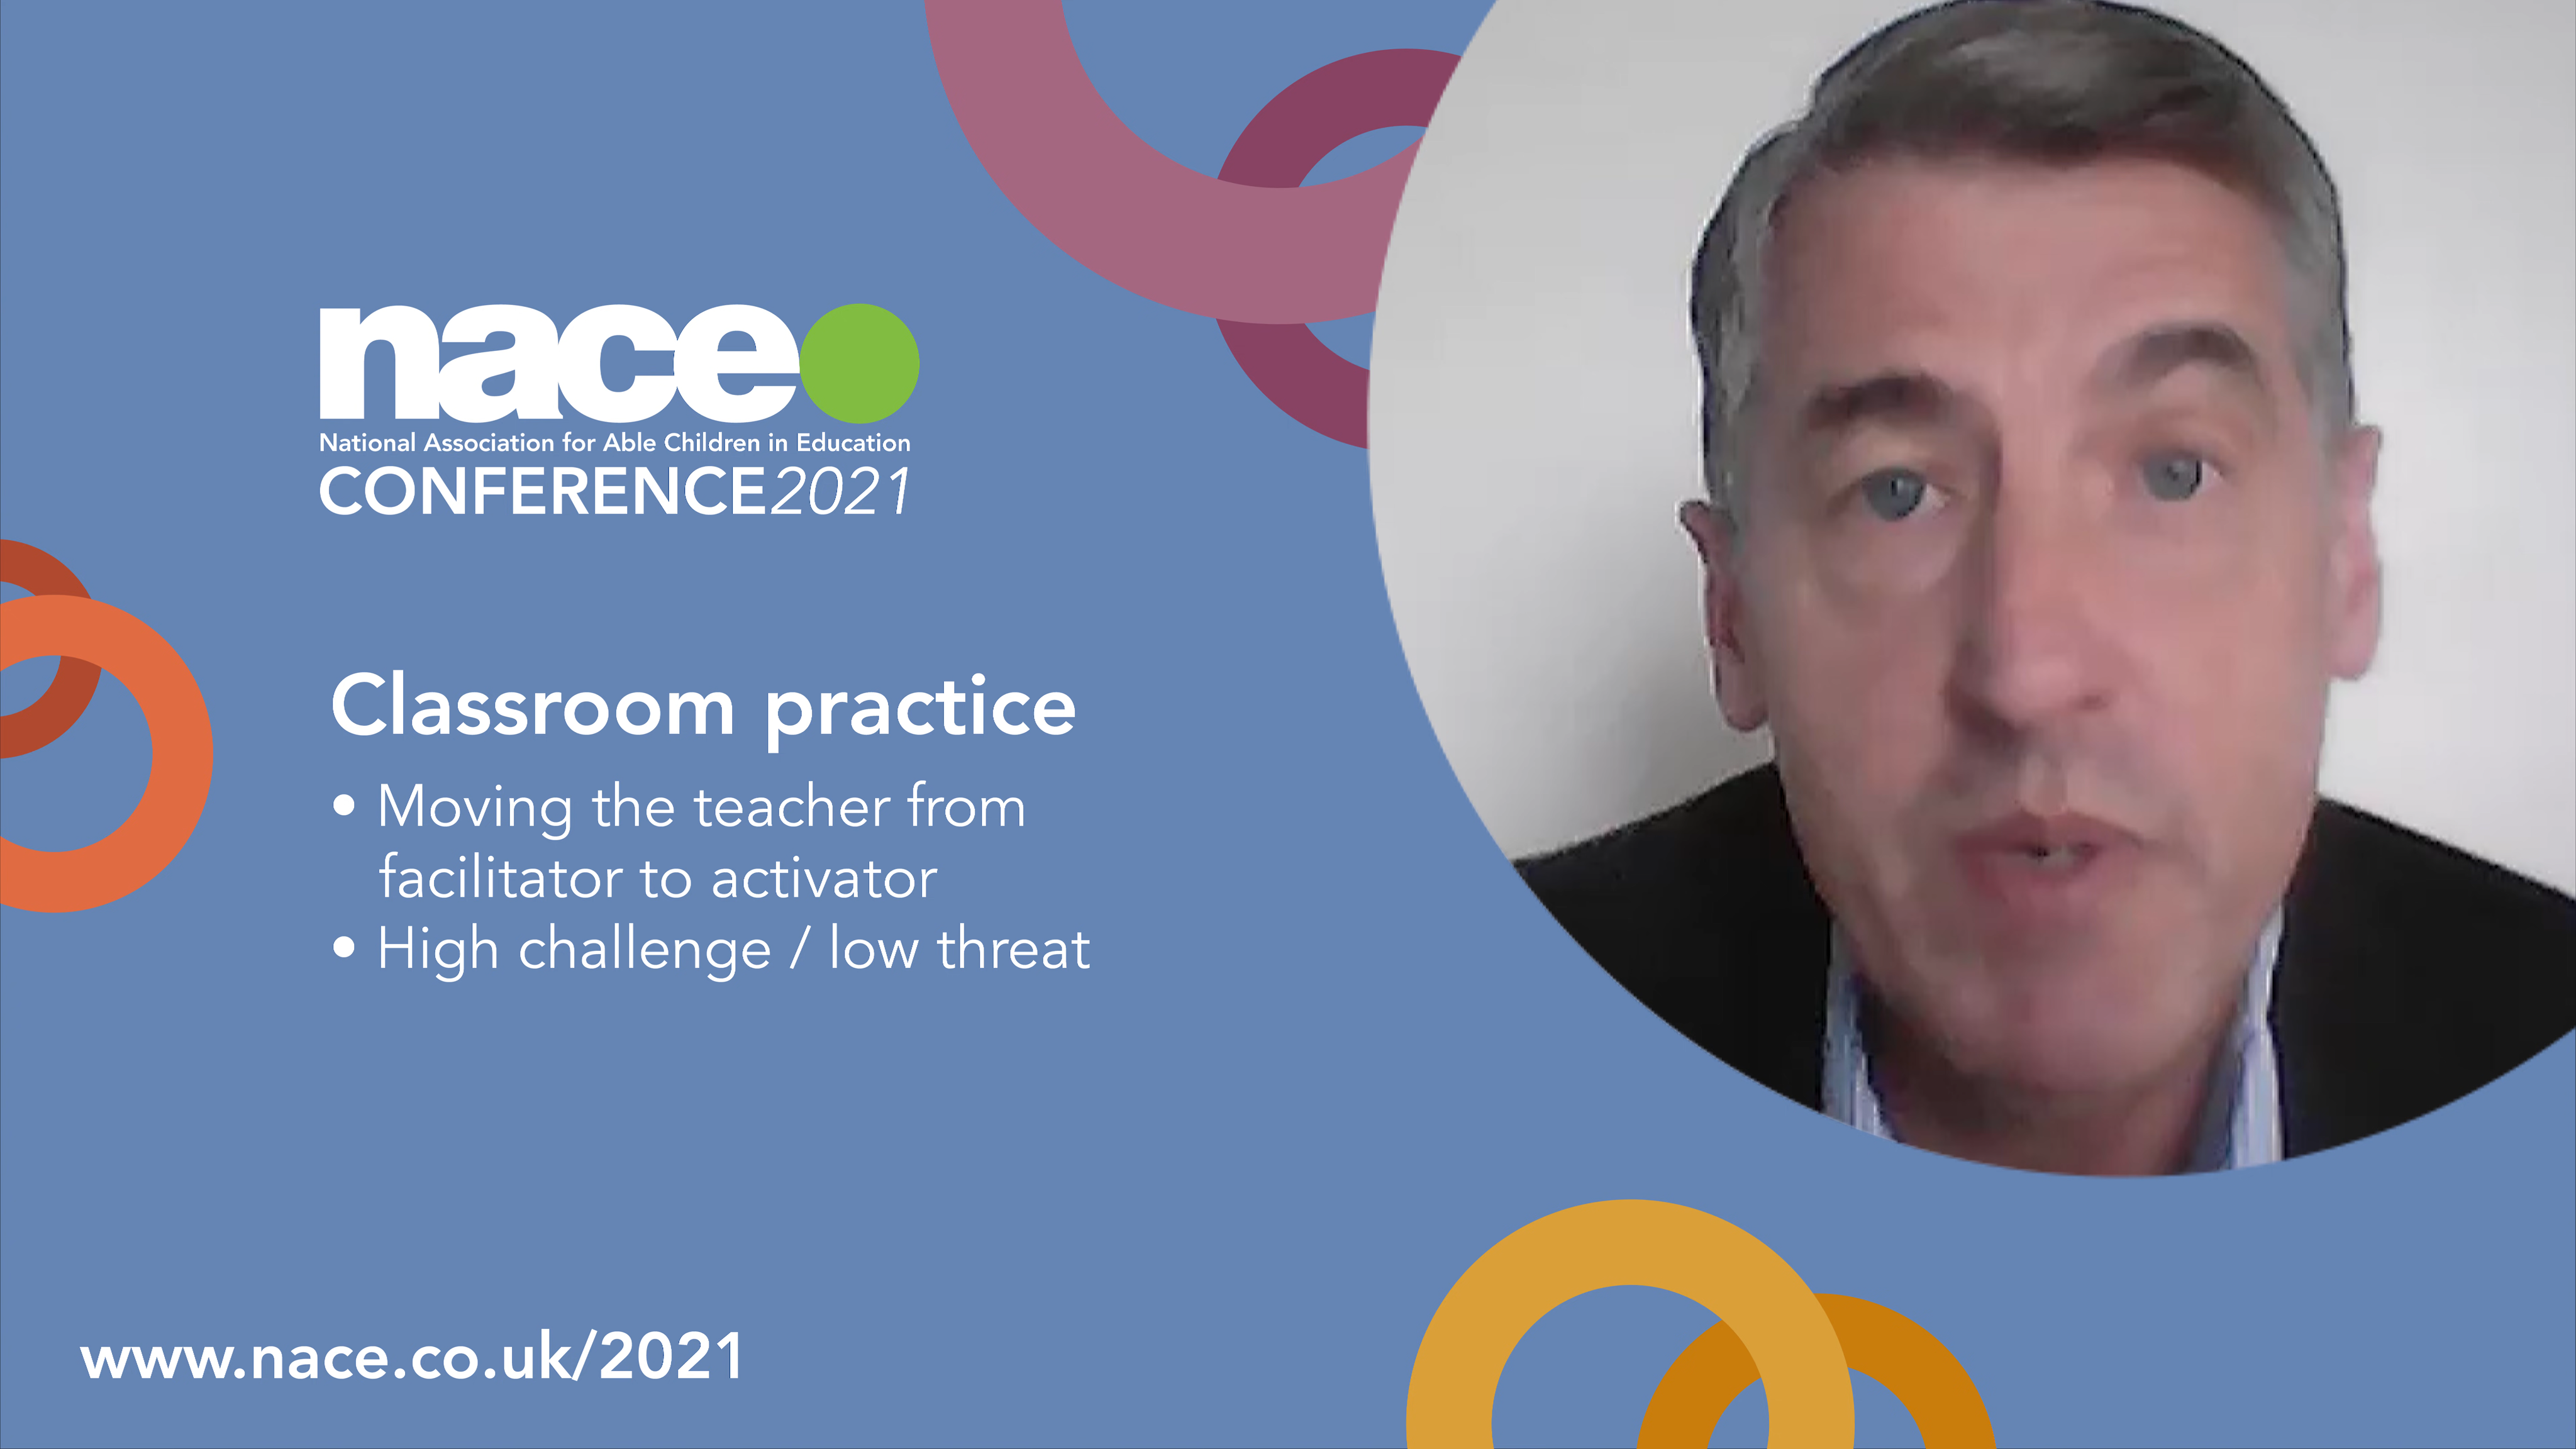 nace
National Association for Able Children in Education
CONFERENCE2021
Classroom practice
• Moving the teacher from
facilitator to activator
• High challenge / low threat
www.nace.co.uk/2021